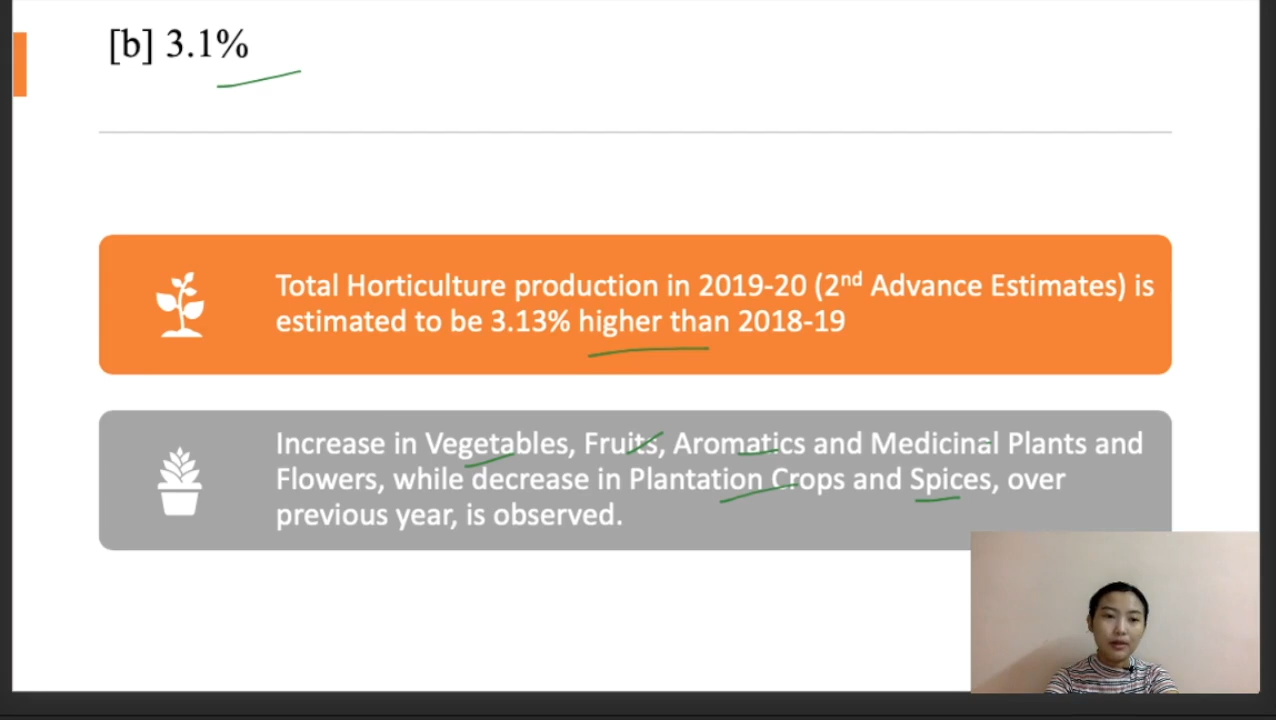 [b] 3.1%
Total Horticulture production in 2019-20 (2nd Advance Estimates) is
estimated to be 3.13% higher than 2018-19
Increase in Vegetables, Fruits, Aromatics and Medicinal Plants and
Flowers, while decrease in Plantation Crops and Spices, over
previous year, is observed.